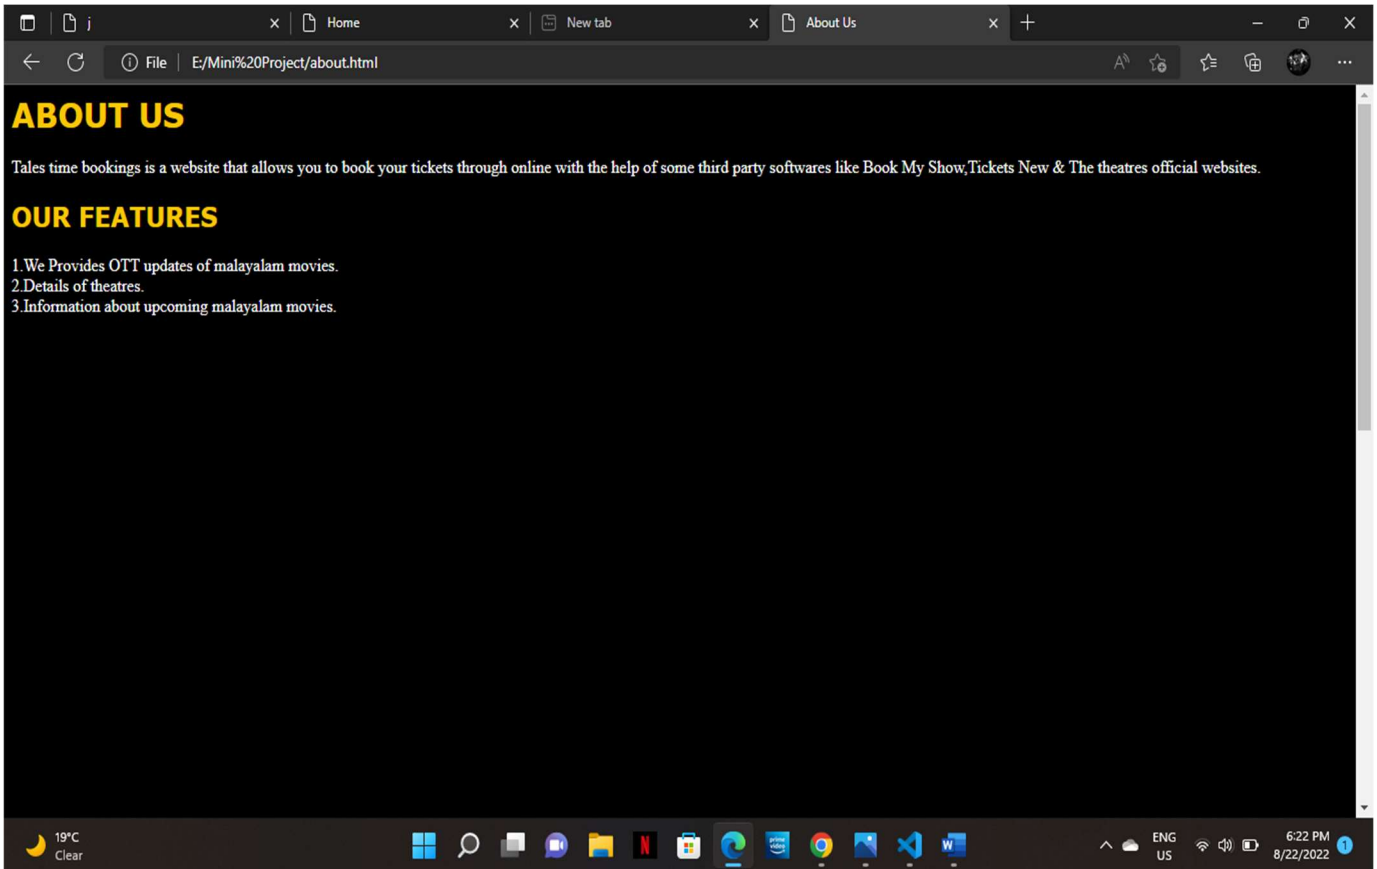 j
Home
New tab
About Us
File
E:/Mini%20Project/about.html
ABOUT US
Tales time bookings is a website that allows you to book your tickets through online with the help of some third party softwares like Book My Show,Tickets New & The theatres official websites.
OUR FEATURES
1.We Provides OTT updates of malayalam movies.
2.Details of theatres.
3.Information about upcoming malayalam movies.
19°C
Clear
N
prime video
W
ENG
US
6:22 PM
8/22/2022
1